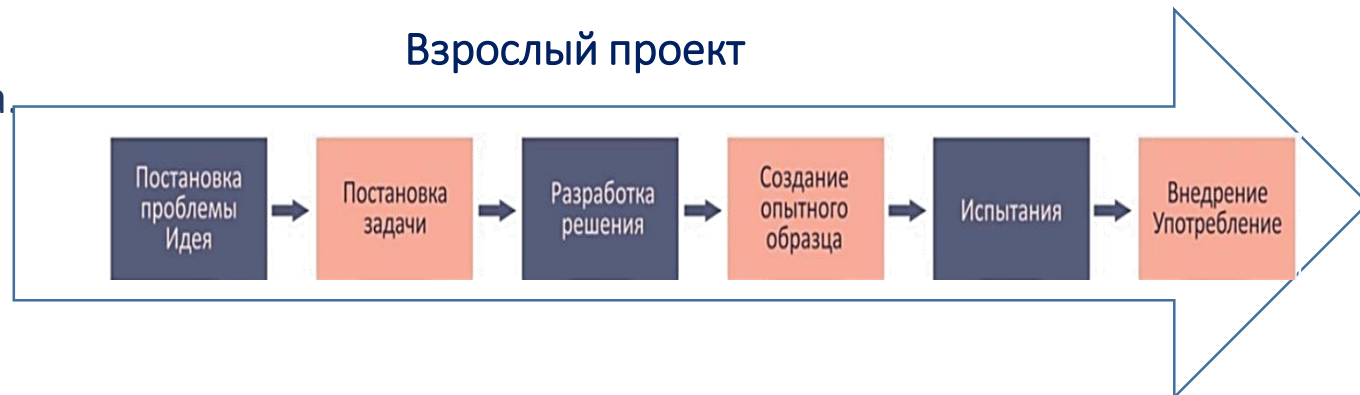 Взрослый проект
а.
Постановка
проблемы
Идея
Постановка
задачи
Разработка
решения
Создание
опытного
образца
Испытания
Внедрение
Употребление